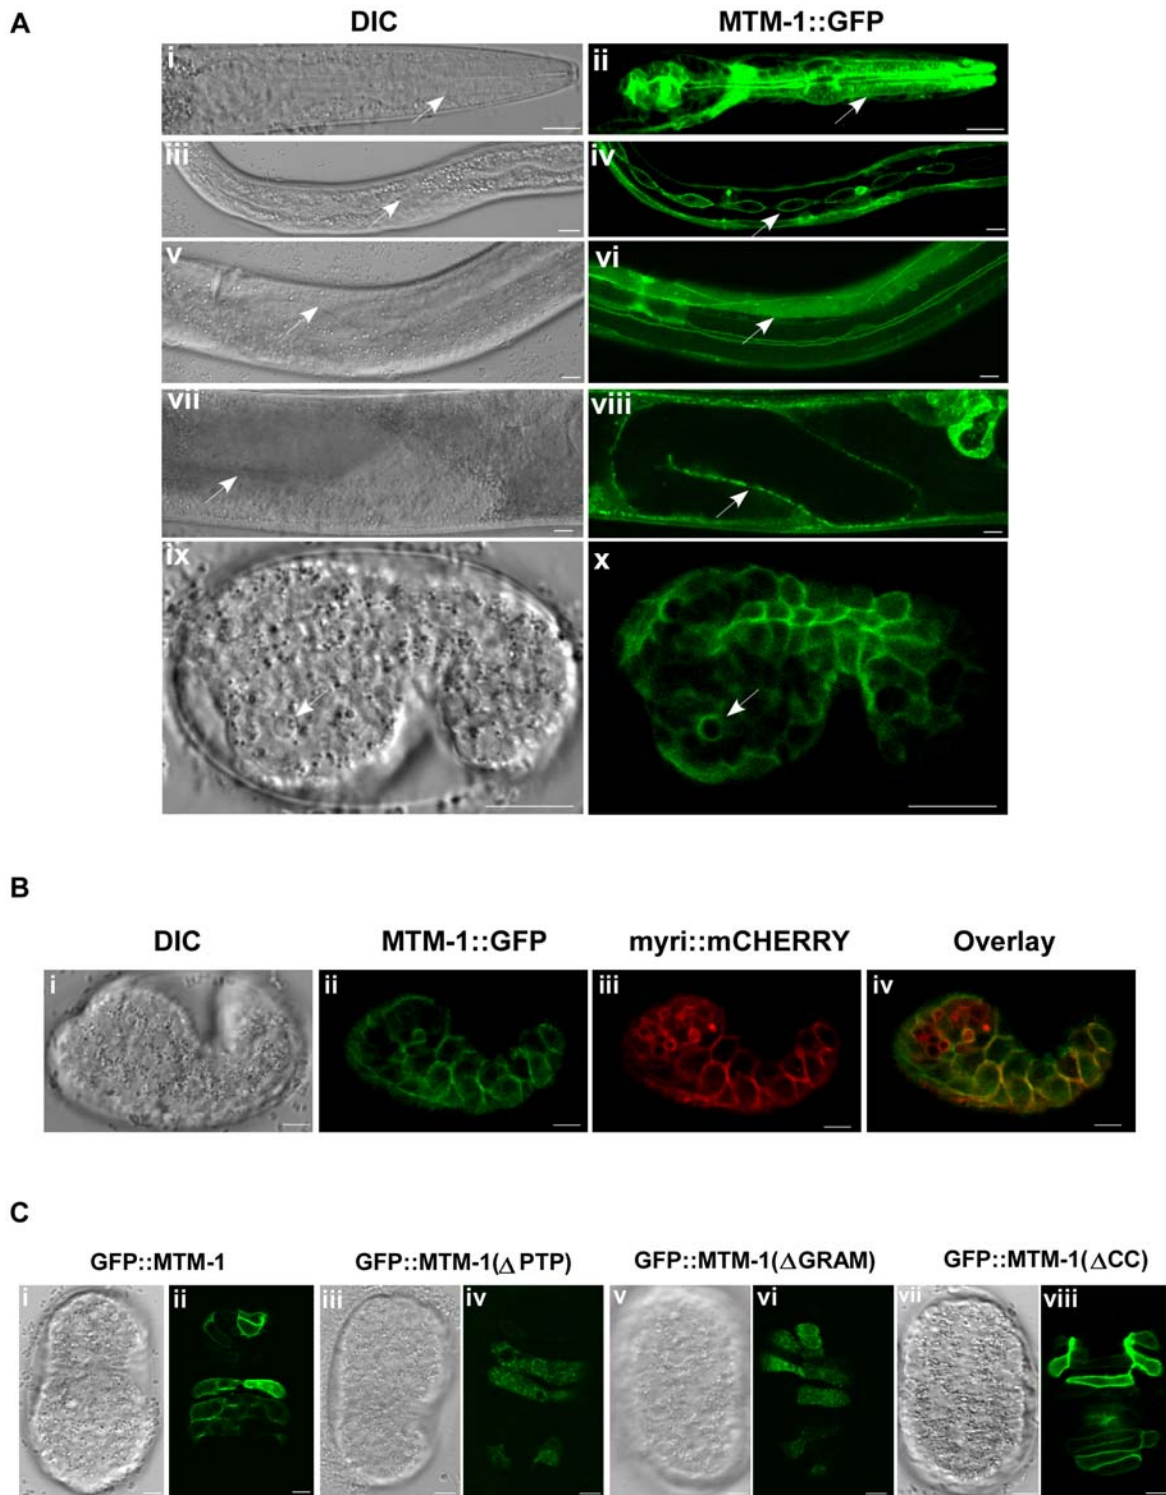 A
DIC MTM-1::GFP
i ii
iii iv
v vi
vii viii
ix x
B
DIC MTM-1::GFP myri::mCHERRY Overlay
i ii iii iv
C
GFP::MTM-1 GFP::MTM-1(Δ PTP) GFP::MTM-1(ΔGRAM) GFP::MTM-1(ΔCC)
i ii iii iv v vi vii viii